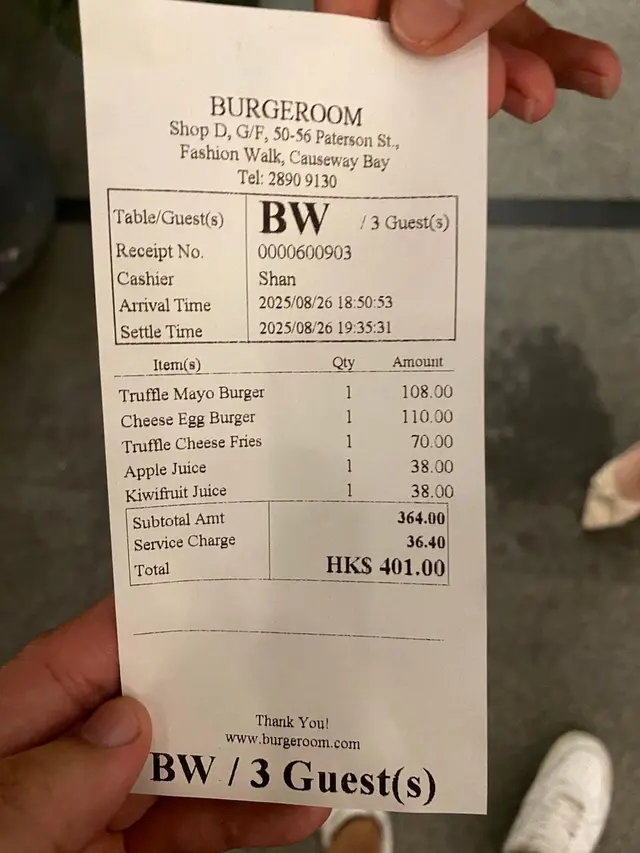 BURGEROOM
Shop D, G/F, 50-56 Paterson St.,
Fashion Walk, Causeway Bay
Tel: 2890 9130
Table/Guest(s) BW / 3 Guest(s)
Receipt No. 0000600903
Cashier Shan
Arrival Time 2025/08/26 18:50:53
Settle Time 2025/08/26 19:35:31
Item(s) Qty Amount
Truffle Mayo Burger 1 108.00
Cheese Egg Burger 1 110.00
Truffle Cheese Fries 1 70.00
Apple Juice 1 38.00
Kiwifruit Juice 1 38.00
Subtotal Amt 364.00
Service Charge 36.40
Total HK$ 401.00
Thank You!
www.burgeroom.com
BW / 3 Guest(s)